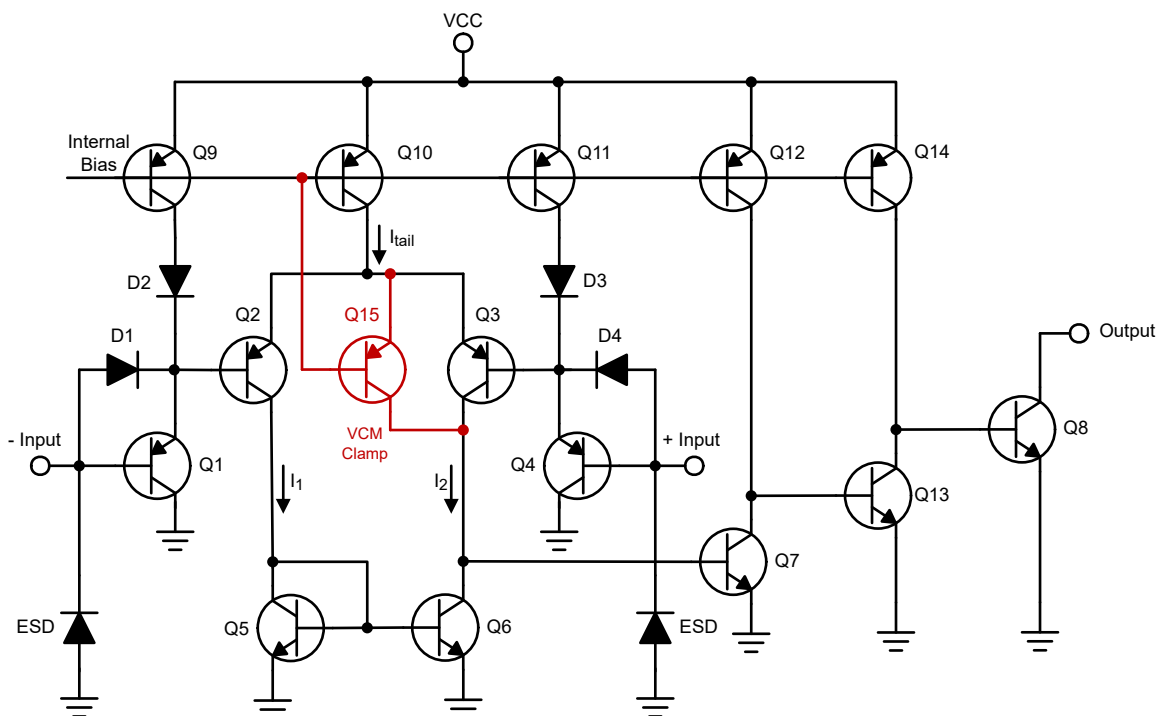 VCC
Internal
Bias
Q9
Q10
Q11
Q12
Q14
Itail
D2
D3
Q2
Q15
Q3
D1
D4
Output
VCM
Clamp
- Input
+ Input
Q1
Q4
Q8
I1
I2
Q13
Q7
ESD
Q5
Q6
ESD